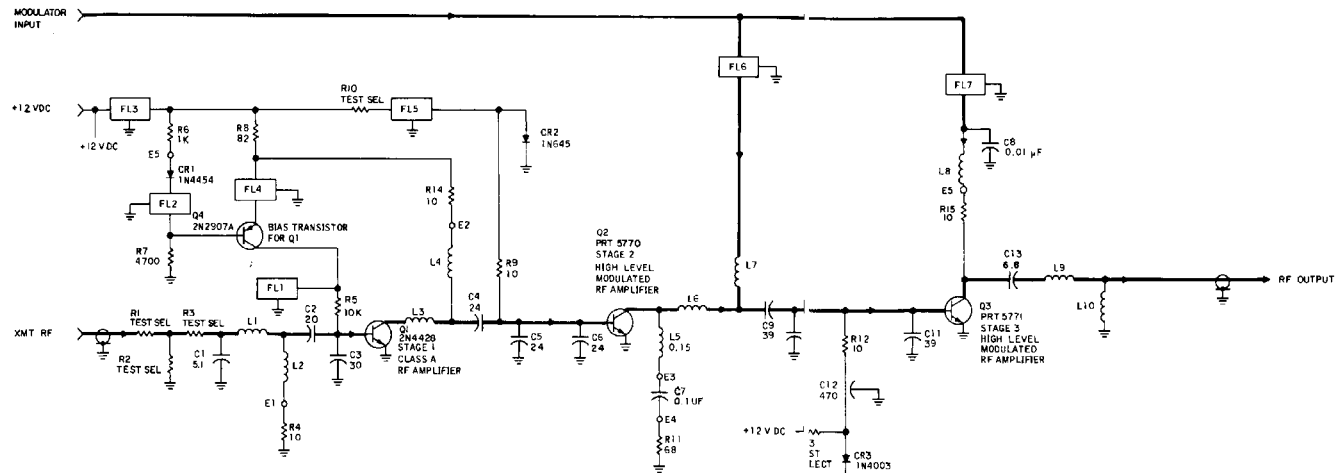 MODULATOR
INPUT
FL6
FL7
+12 VDC
FL3
+12 VDC
R6
1K
E5
CR1
1N4454
FL2
R8
82
FL4
R10
TEST SEL
FL5
CR2
1N645
C8
0.01 µF
L8
E5
R15
10
Q4
2N2907A
BIAS TRANSISTOR
FOR Q1
R7
4700
R14
10
E2
L4
R9
10
Q2
PRT 5770
STAGE 2
HIGH LEVEL
MODULATED
RF AMPLIFIER
L7
FL1
R5
10K
XMT RF
R1
TEST SEL
R3
TEST SEL
R2
TEST SEL
C1
51
L1
L2
E1
R4
10
C2
20
C3
30
Q1
2N4428
STAGE 1
CLASS A
RF AMPLIFIER
L3
C4
24
C5
24
C6
24
L6
L5
0.15
E3
C7
0.1UF
E4
R11
68
C9
39
R12
10
C11
39
C12
470
+12 V DC
3
ST
LECT
CR3
1N4003
Q3
PRT 5771
STAGE 3
HIGH LEVEL
MODULATED
RF AMPLIFIER
C13
6.8
L9
L10
RF OUTPUT